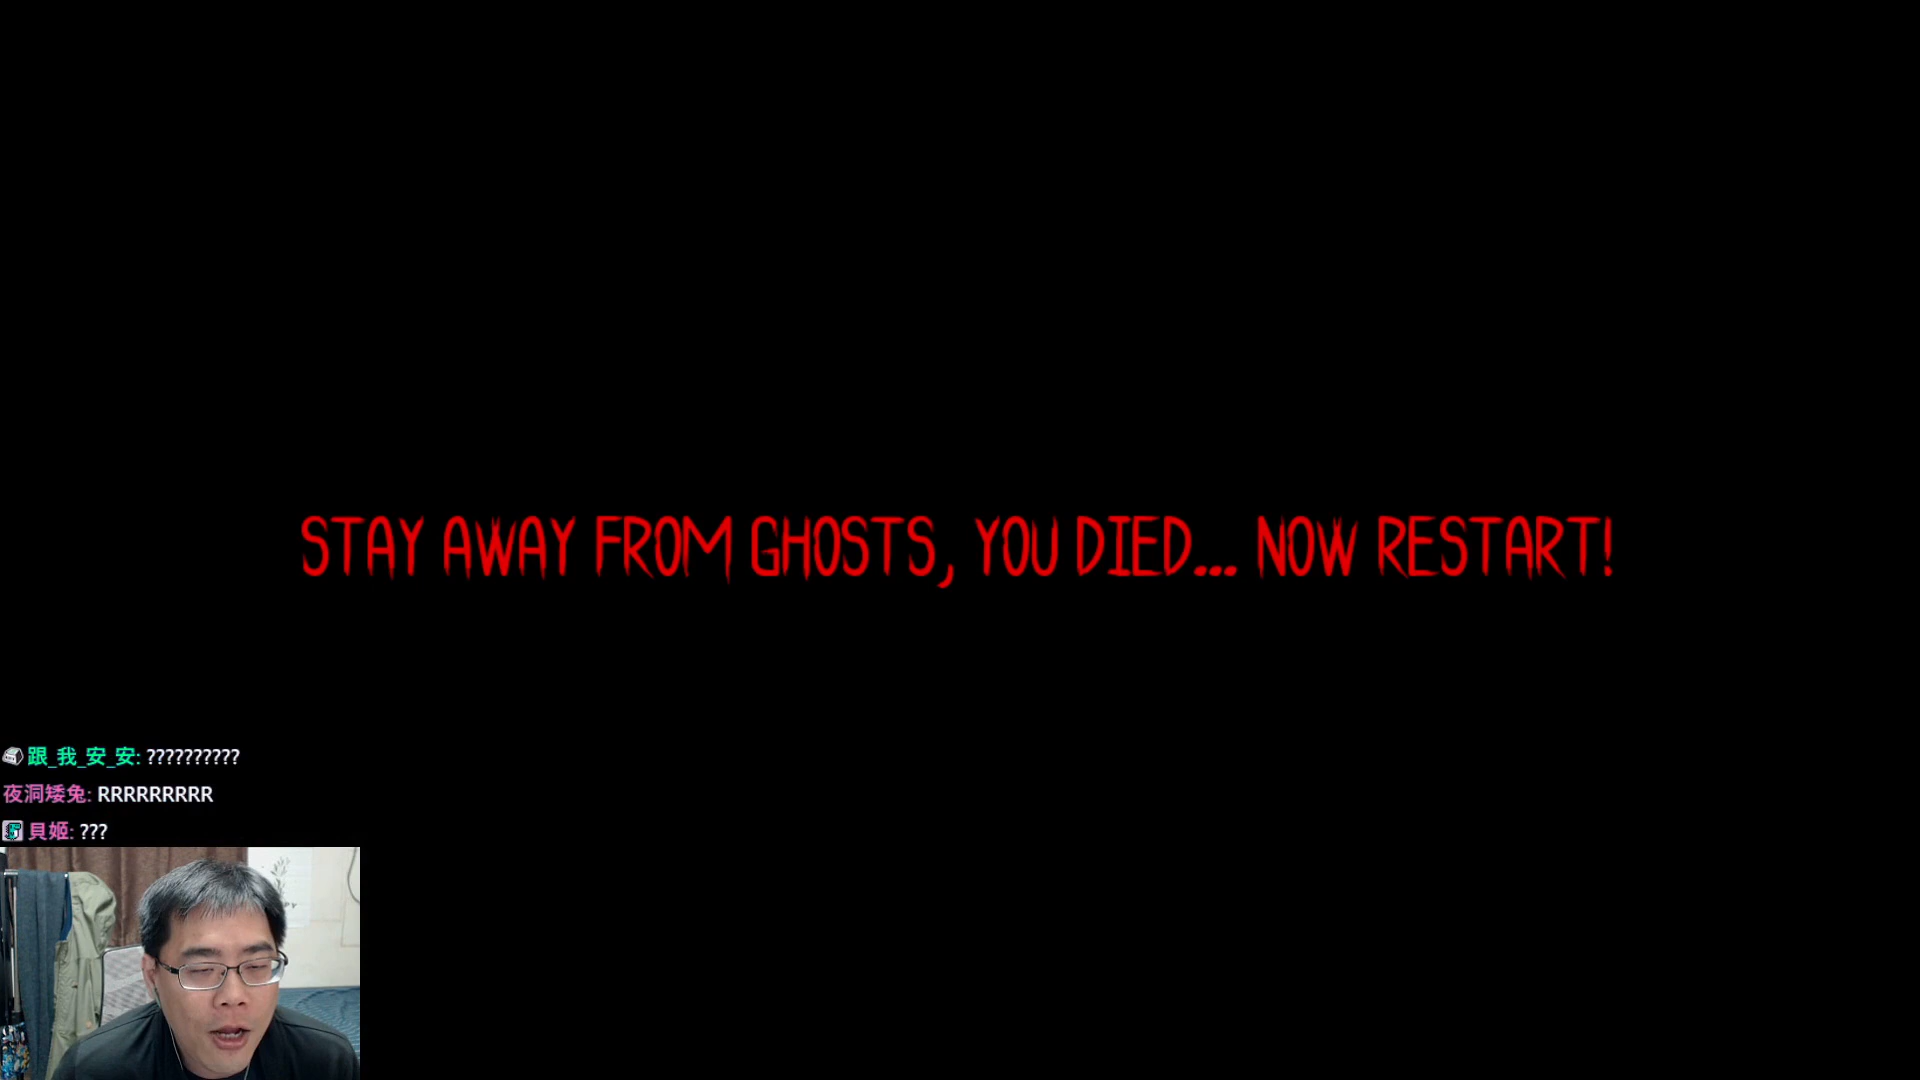 STAY AWAY FROM GHOSTS, YOU DIED... NOW RESTART!
跟_我_安_安: ??????????
夜洞矮兔: RRRRRRRRR
貝姬: ???